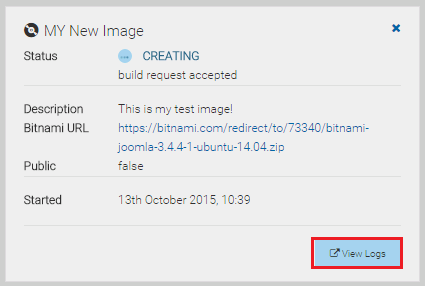 MY New Image
Status CREATING
build request accepted
Description This is my test image!
Bitnami URL https://bitnami.com/redirect/to/73340/bitnami-
joomla-3.4.4-1-ubuntu-14.04.zip
Public false
Started 13th October 2015, 10:39
View Logs